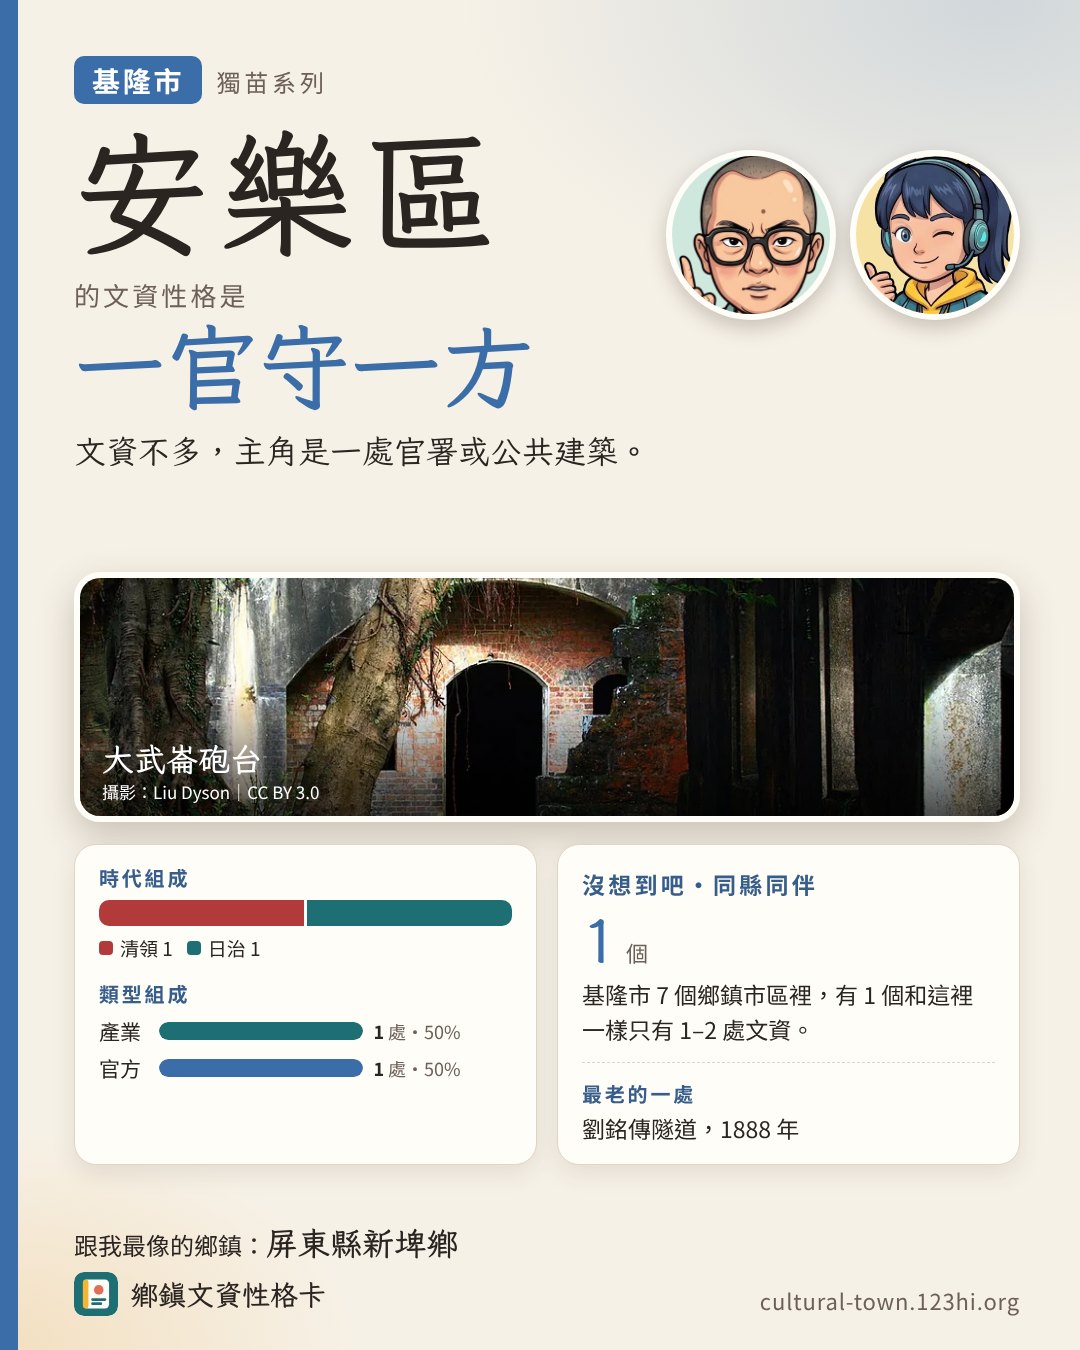 基隆市 獨苗系列
安樂區
的文資性格是
一官守一方
文資不多，主角是一處官署或公共建築。
大武崙砲台
攝影：Liu Dyson｜CC BY 3.0
時代組成
清領 1 日治 1
類型組成
產業 1 處・50%
官方 1 處・50%
沒想到吧・同縣同伴
1 個
基隆市 7 個鄉鎮市區裡，有 1 個和這裡
一樣只有 1–2 處文資。
最老的一處
劉銘傳隧道，1888 年
跟我最像的鄉鎮：屏東縣新埤鄉
鄉鎮文資性格卡
cultural-town.123hi.org